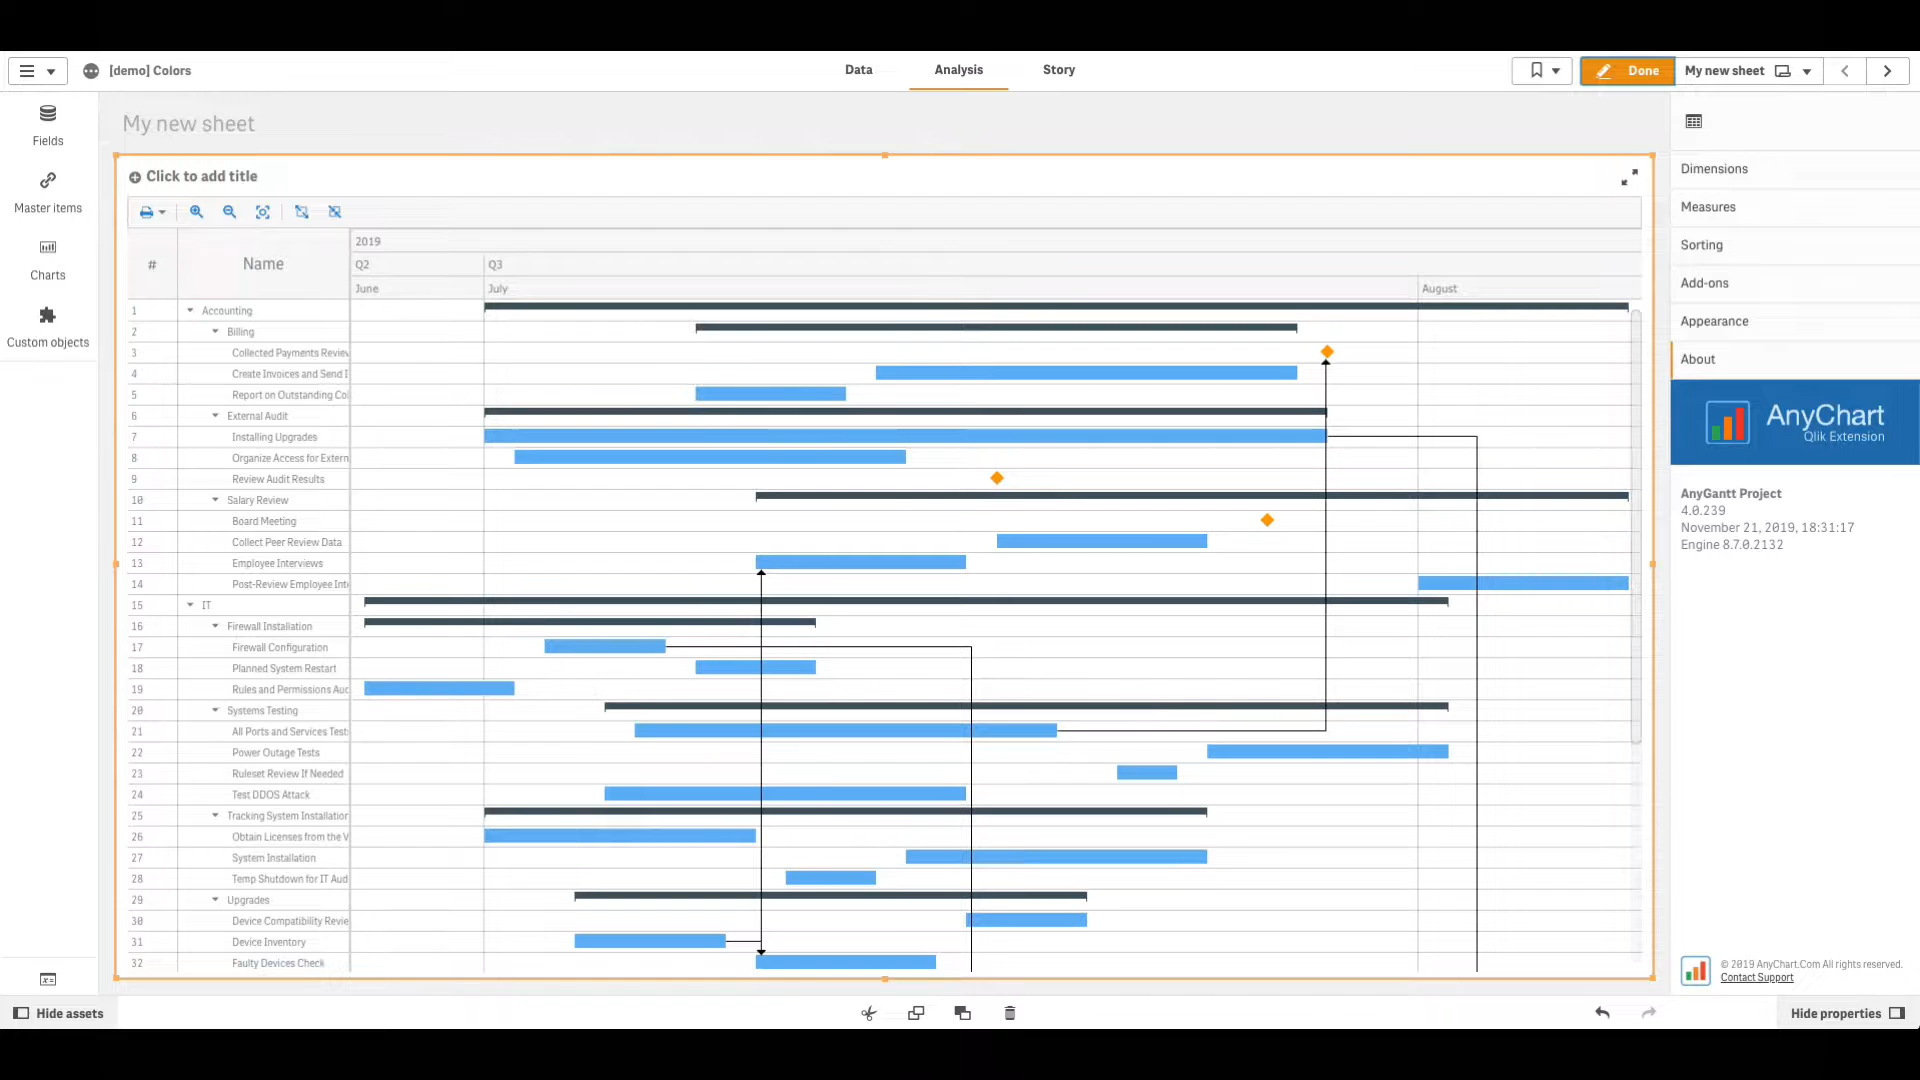 [demo] Colors
Data
Analysis
Story
Done
My new sheet
Fields
Master items
Charts
Custom objects
My new sheet
Click to add title
# Name
2019
Q2 Q3
June July August
1 Accounting
2 Billing
3 Collected Payments Review
4 Create Invoices and Send I
5 Report on Outstanding Col
6 External Audit
7 Installing Upgrades
8 Organize Access for Extern
9 Review Audit Results
10 Salary Review
11 Board Meeting
12 Collect Peer Review Data
13 Employee Interviews
14 Post-Review Employee Int
15 IT
16 Firewall Installation
17 Firewall Configuration
18 Planned System Restart
19 Rules and Permissions Aud
20 Systems Testing
21 All Ports and Services Test
22 Power Outage Tests
23 Ruleset Review If Needed
24 Test DDOS Attack
25 Tracking System Installation
26 Obtain Licenses from the V
27 System Installation
28 Temp Shutdown for IT Aud
29 Upgrades
30 Device Compatibility Revie
31 Device Inventory
32 Faulty Devices Check
Dimensions
Measures
Sorting
Add-ons
Appearance
About
AnyChart
Qlik Extension
AnyGantt Project
4.0.239
November 21, 2019, 18:31:17
Engine 8.7.0.2132
© 2019 AnyChart.Com All rights reserved.
Contact Support
Hide assets
Hide properties